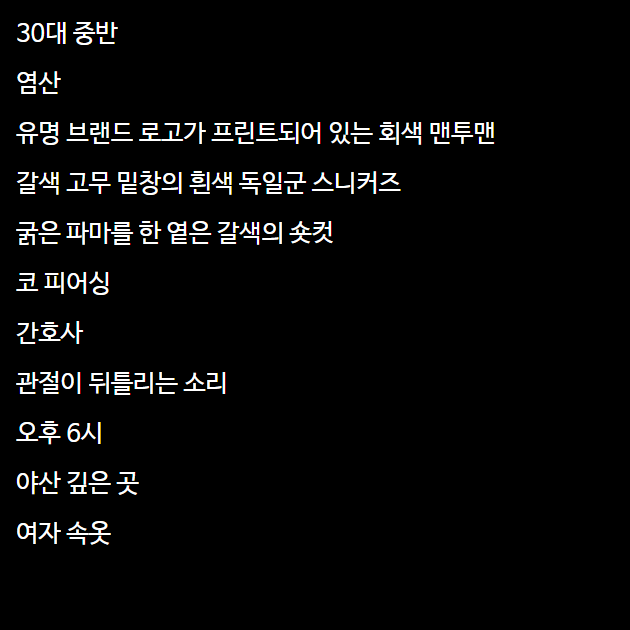 30대 중반
염산
유명 브랜드 로고가 프린트되어 있는 회색 맨투맨
갈색 고무 밑창의 흰색 독일군 스니커즈
굵은 파마를 한 옅은 갈색의 숏컷
코 피어싱
간호사
관절이 뒤틀리는 소리
오후 6시
야산 깊은 곳
여자 속옷